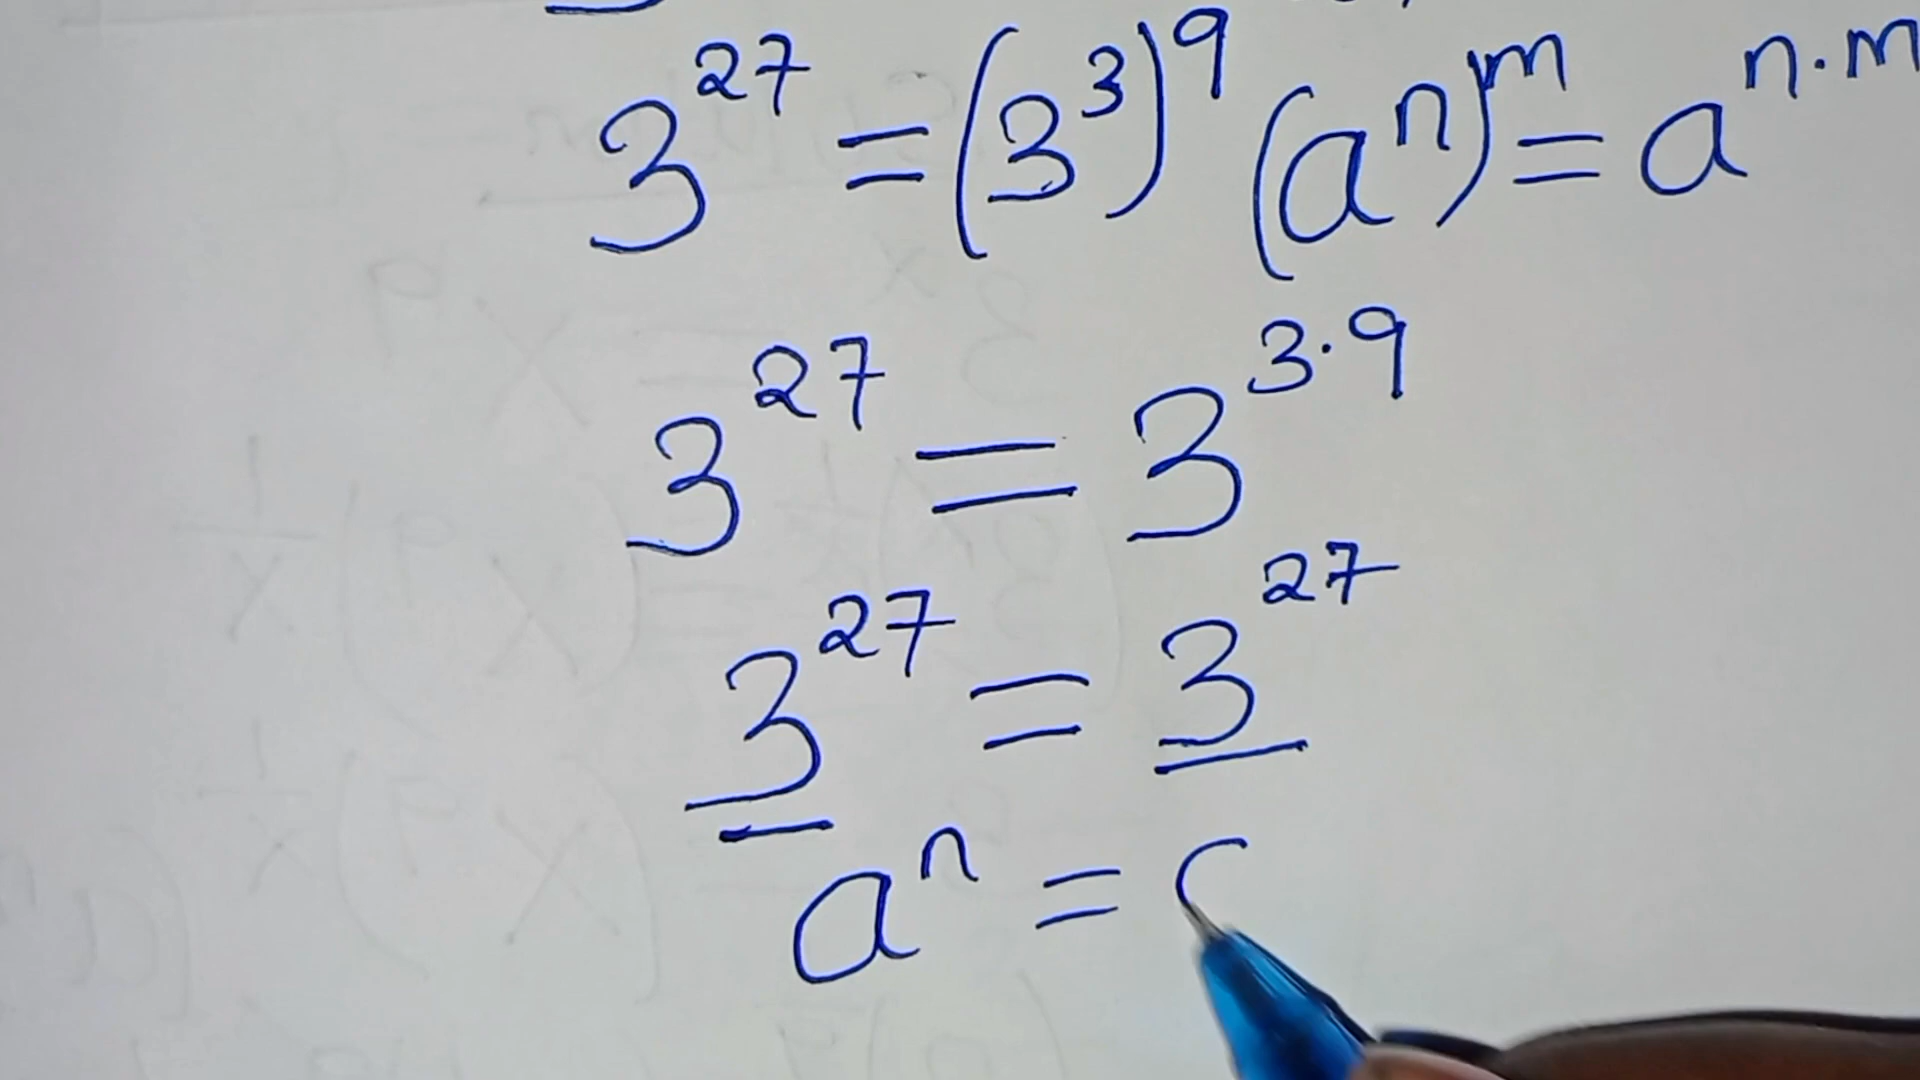 3^27 = (3^3)^9 (a^n)^m = a^n·m
3^27 = 3^3·9
3^27 = 3^27
a^n =